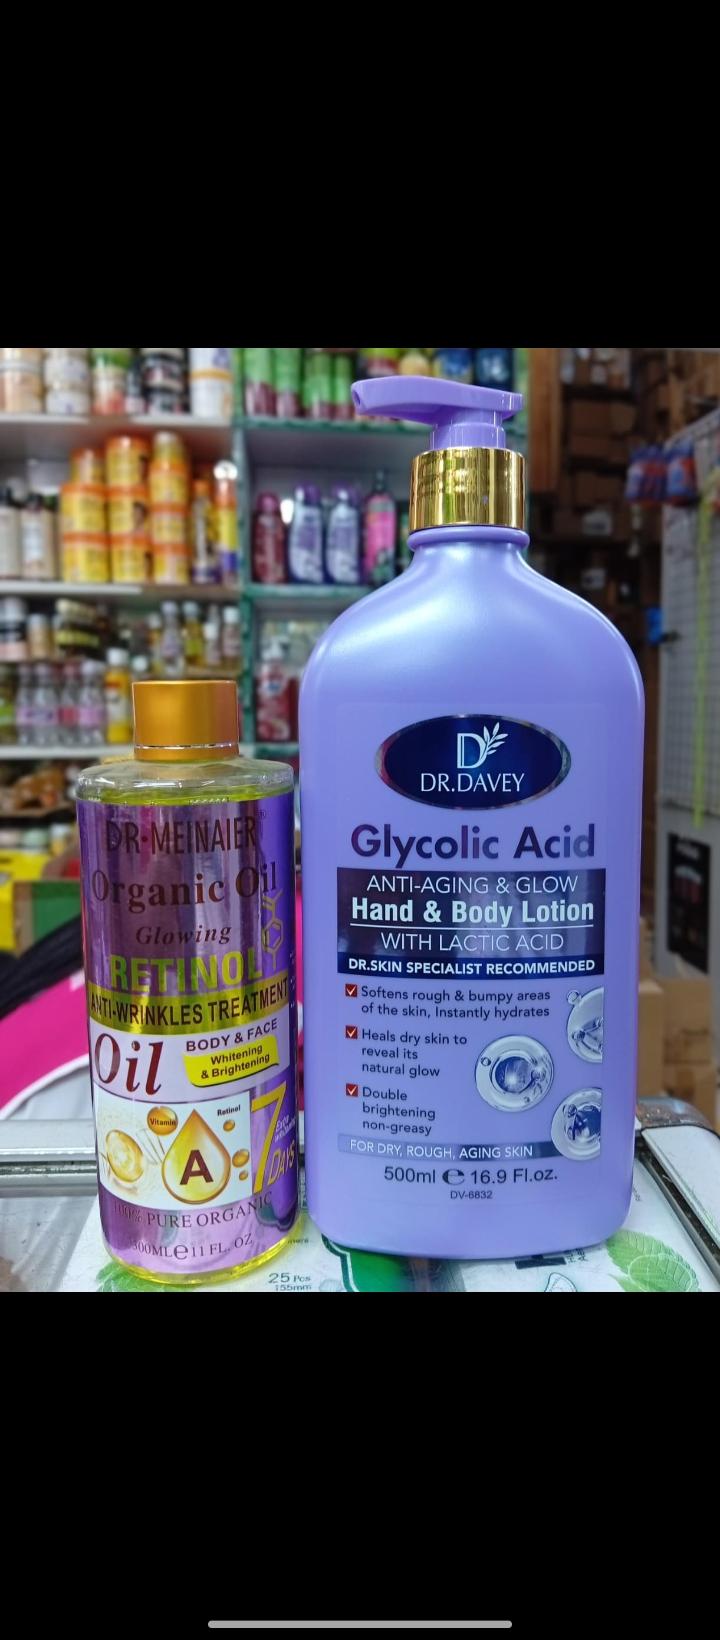 DR·MEINAIER®
Organic Oil
Glowing
RETINOL
ANTI-WRINKLES TREATMENT
Oil
BODY & FACE
Whitening
& Brightening
Vitamin
Retinol
A
7
DAYS
100% PURE ORGANIC
300ML e 11 FL. OZ
D
DR.DAVEY
Glycolic Acid
ANTI-AGING & GLOW
Hand & Body Lotion
WITH LACTIC ACID
DR.SKIN SPECIALIST RECOMMENDED
Softens rough & bumpy areas
of the skin, Instantly hydrates
Heals dry skin to
reveal its
natural glow
Double
brightening
non-greasy
FOR DRY, ROUGH, AGING SKIN
500ml e 16.9 Fl.oz.
DV-6832
25 Pcs
155mm